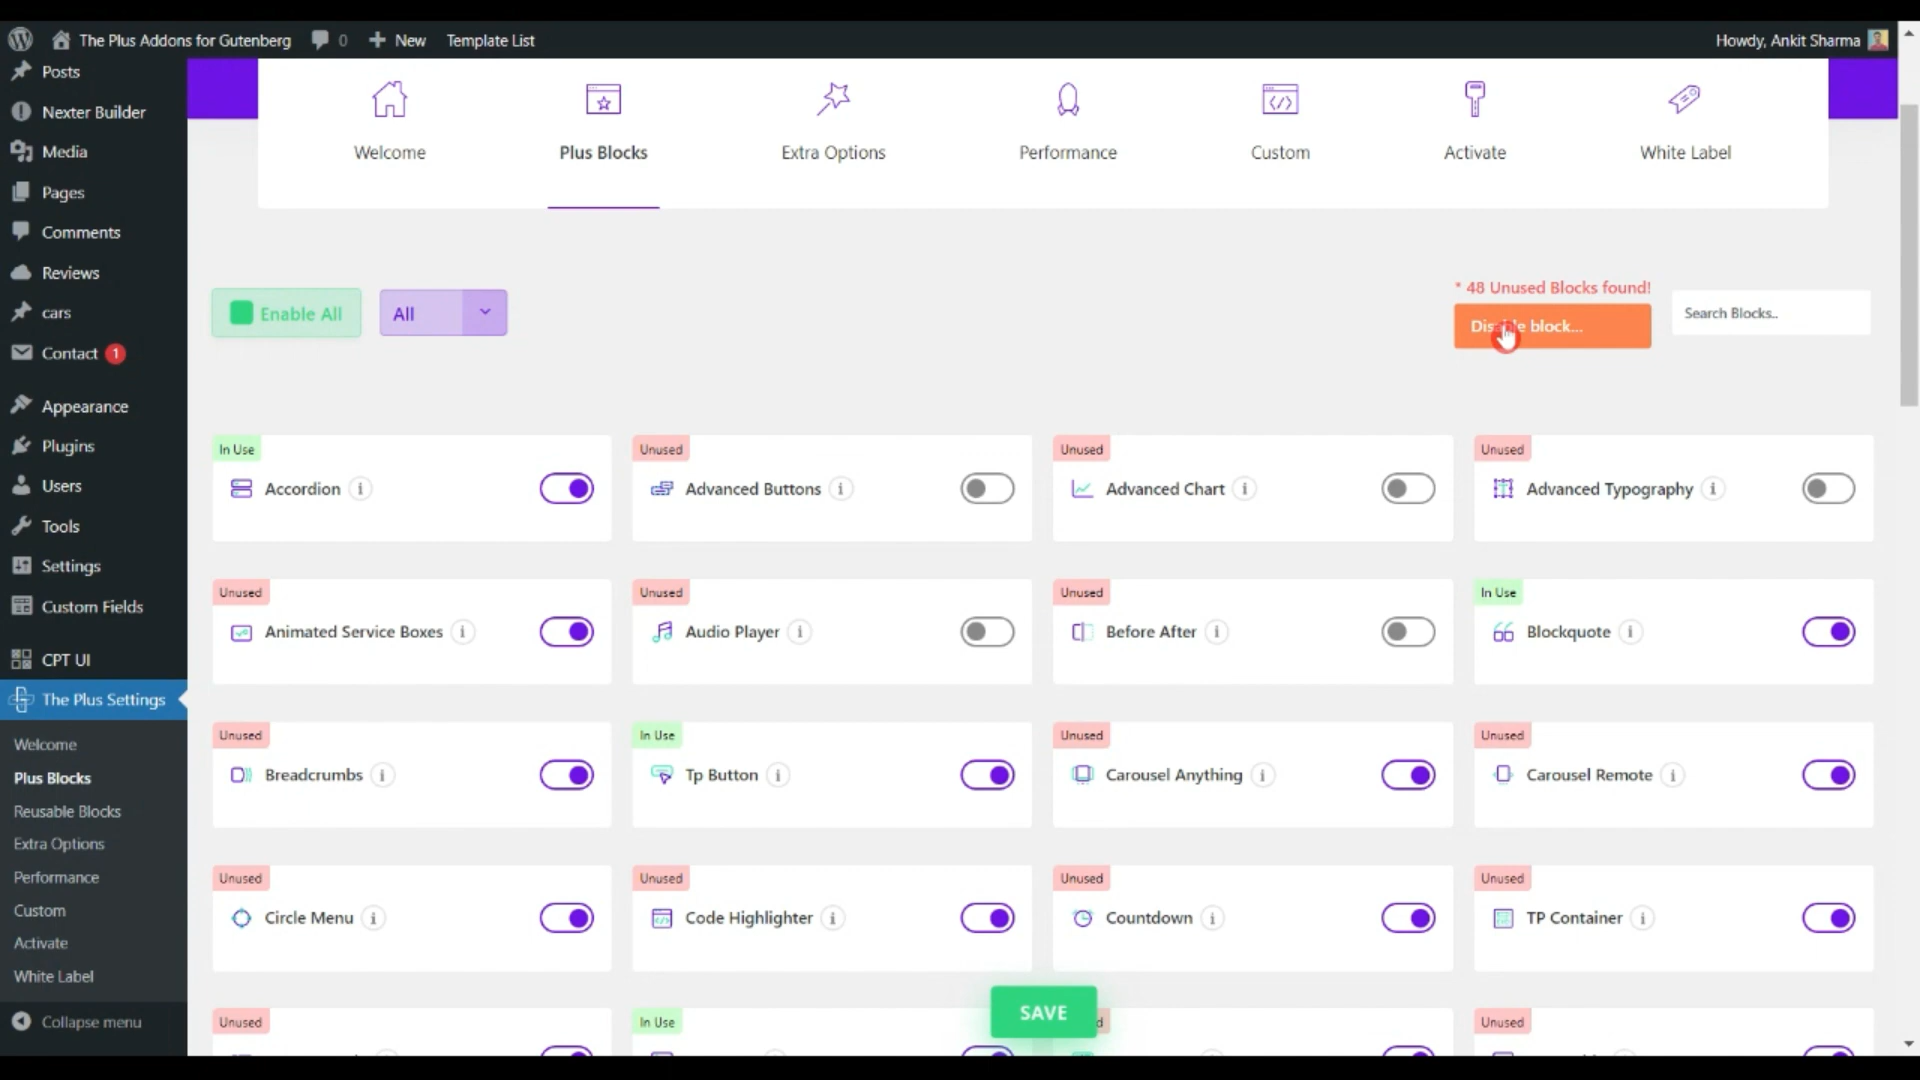 The Plus Addons for Gutenberg
0
New
Template List
Howdy, Ankit Sharma
Posts
Nexter Builder
Media
Pages
Comments
Reviews
cars
Contact 1
Appearance
Plugins
Users
Tools
Settings
Custom Fields
CPT UI
The Plus Settings
Welcome
Plus Blocks
Reusable Blocks
Extra Options
Performance
Custom
Activate
White Label
Collapse menu
Welcome
Plus Blocks
Extra Options
Performance
Custom
Activate
White Label
Enable All
All
* 48 Unused Blocks found!
Disable block...
Search Blocks..
In Use
Accordion
Unused
Advanced Buttons
Unused
Advanced Chart
Unused
Advanced Typography
Unused
Animated Service Boxes
Unused
Audio Player
Unused
Before After
In Use
Blockquote
Unused
Breadcrumbs
In Use
Tp Button
Unused
Carousel Anything
Unused
Carousel Remote
Unused
Circle Menu
Unused
Code Highlighter
Unused
Countdown
Unused
TP Container
Unused
In Use
Unused
SAVE